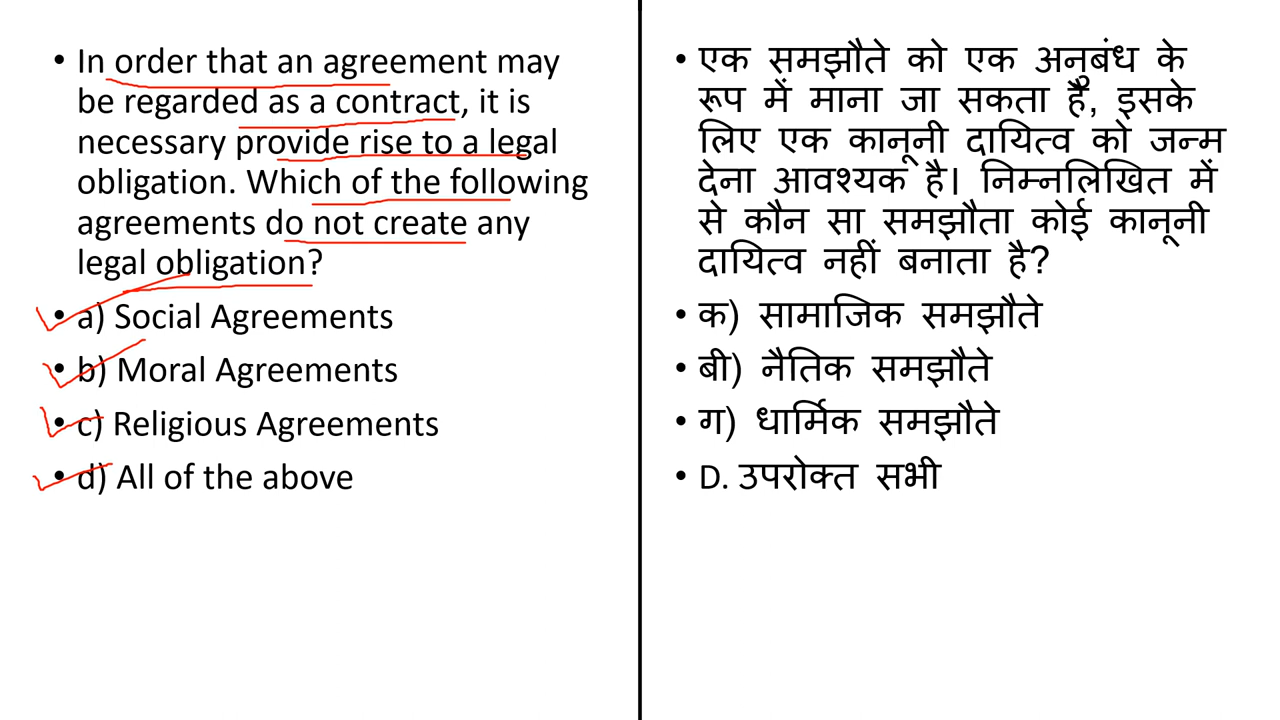 • In order that an agreement may
be regarded as a contract, it is
necessary provide rise to a legal
obligation. Which of the following
agreements do not create any
legal obligation?
• a) Social Agreements
• b) Moral Agreements
• c) Religious Agreements
• d) All of the above
• एक समझौते को एक अनुबंध के
रूप में माना जा सकता है, इसके
लिए एक कानूनी दायित्व को जन्म
देना आवश्यक है। निम्नलिखित में
से कौन सा समझौता कोई कानूनी
दायित्व नहीं बनाता है?
• क) सामाजिक समझौते
• बी) नैतिक समझौते
• ग) धार्मिक समझौते
• D. उपरोक्त सभी